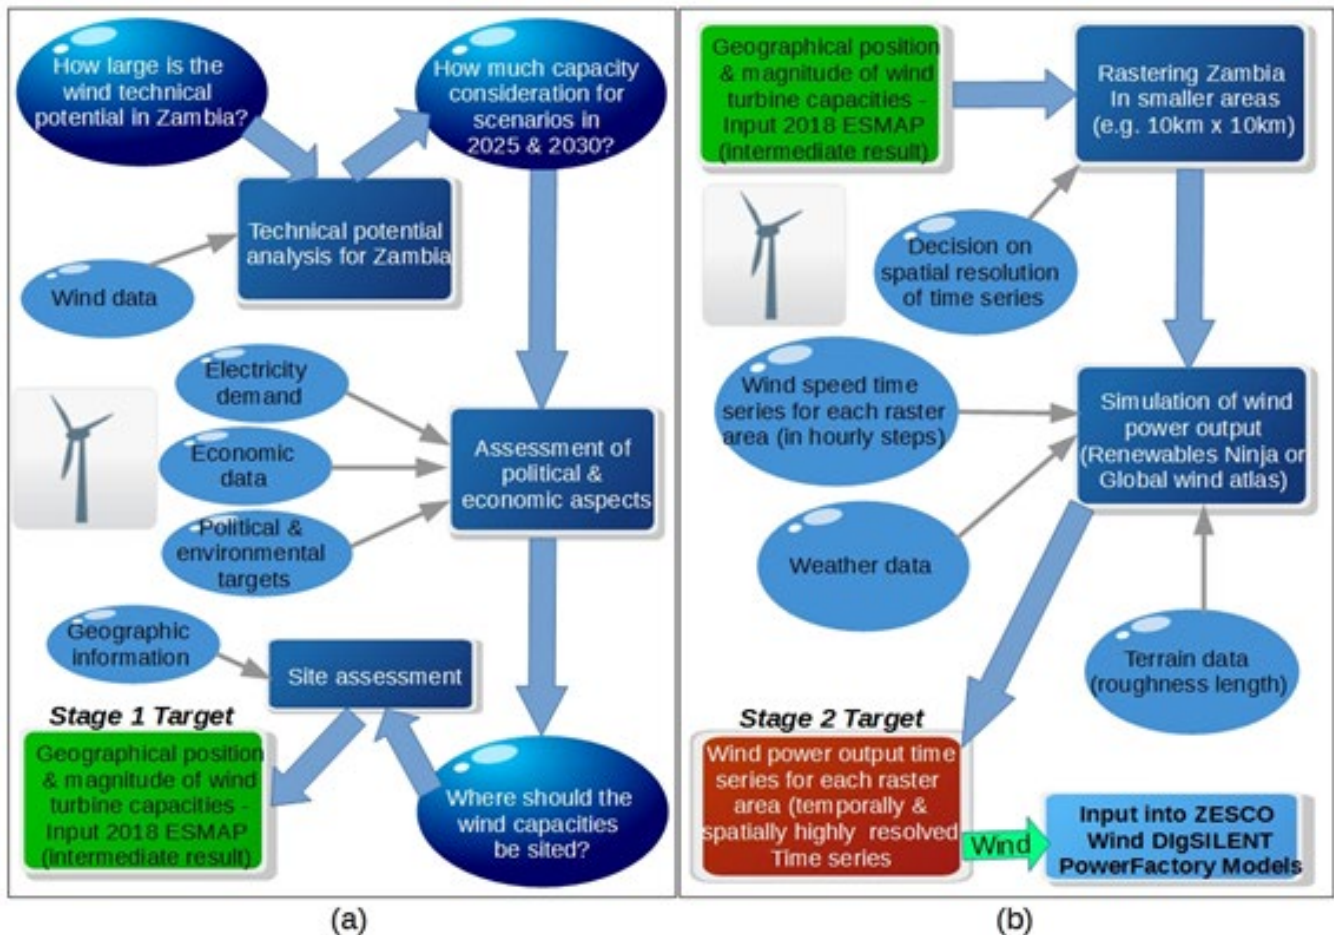 How large is the
wind technical
potential in Zambia?
How much capacity
consideration for
scenarios in
2025 & 2030?
Technical potential
analysis for Zambia
Wind data
Electricity
demand
Economic
data
Political &
environmental
targets
Assessment of
political &
economic aspects
Geographic
information
Site assessment
Stage 1 Target
Geographical position
& magnitude of wind
turbine capacities -
Input 2018 ESMAP
(intermediate result)
Where should the
wind capacities
be sited?
(a)
Geographical position
& magnitude of wind
turbine capacities -
Input 2018 ESMAP
(intermediate result)
Rastering Zambia
In smaller areas
(e.g. 10km x 10km)
Decision on
spatial resolution
of time series
Wind speed time
series for each raster
area (in hourly steps)
Simulation of wind
power output
(Renewables Ninja or
Global wind atlas)
Weather data
Terrain data
(roughness length)
Stage 2 Target
Wind power output time
series for each raster
area (temporally &
spatially highly resolved
Time series
Wind
Input into ZESCO
Wind DIgSILENT
PowerFactory Models
(b)